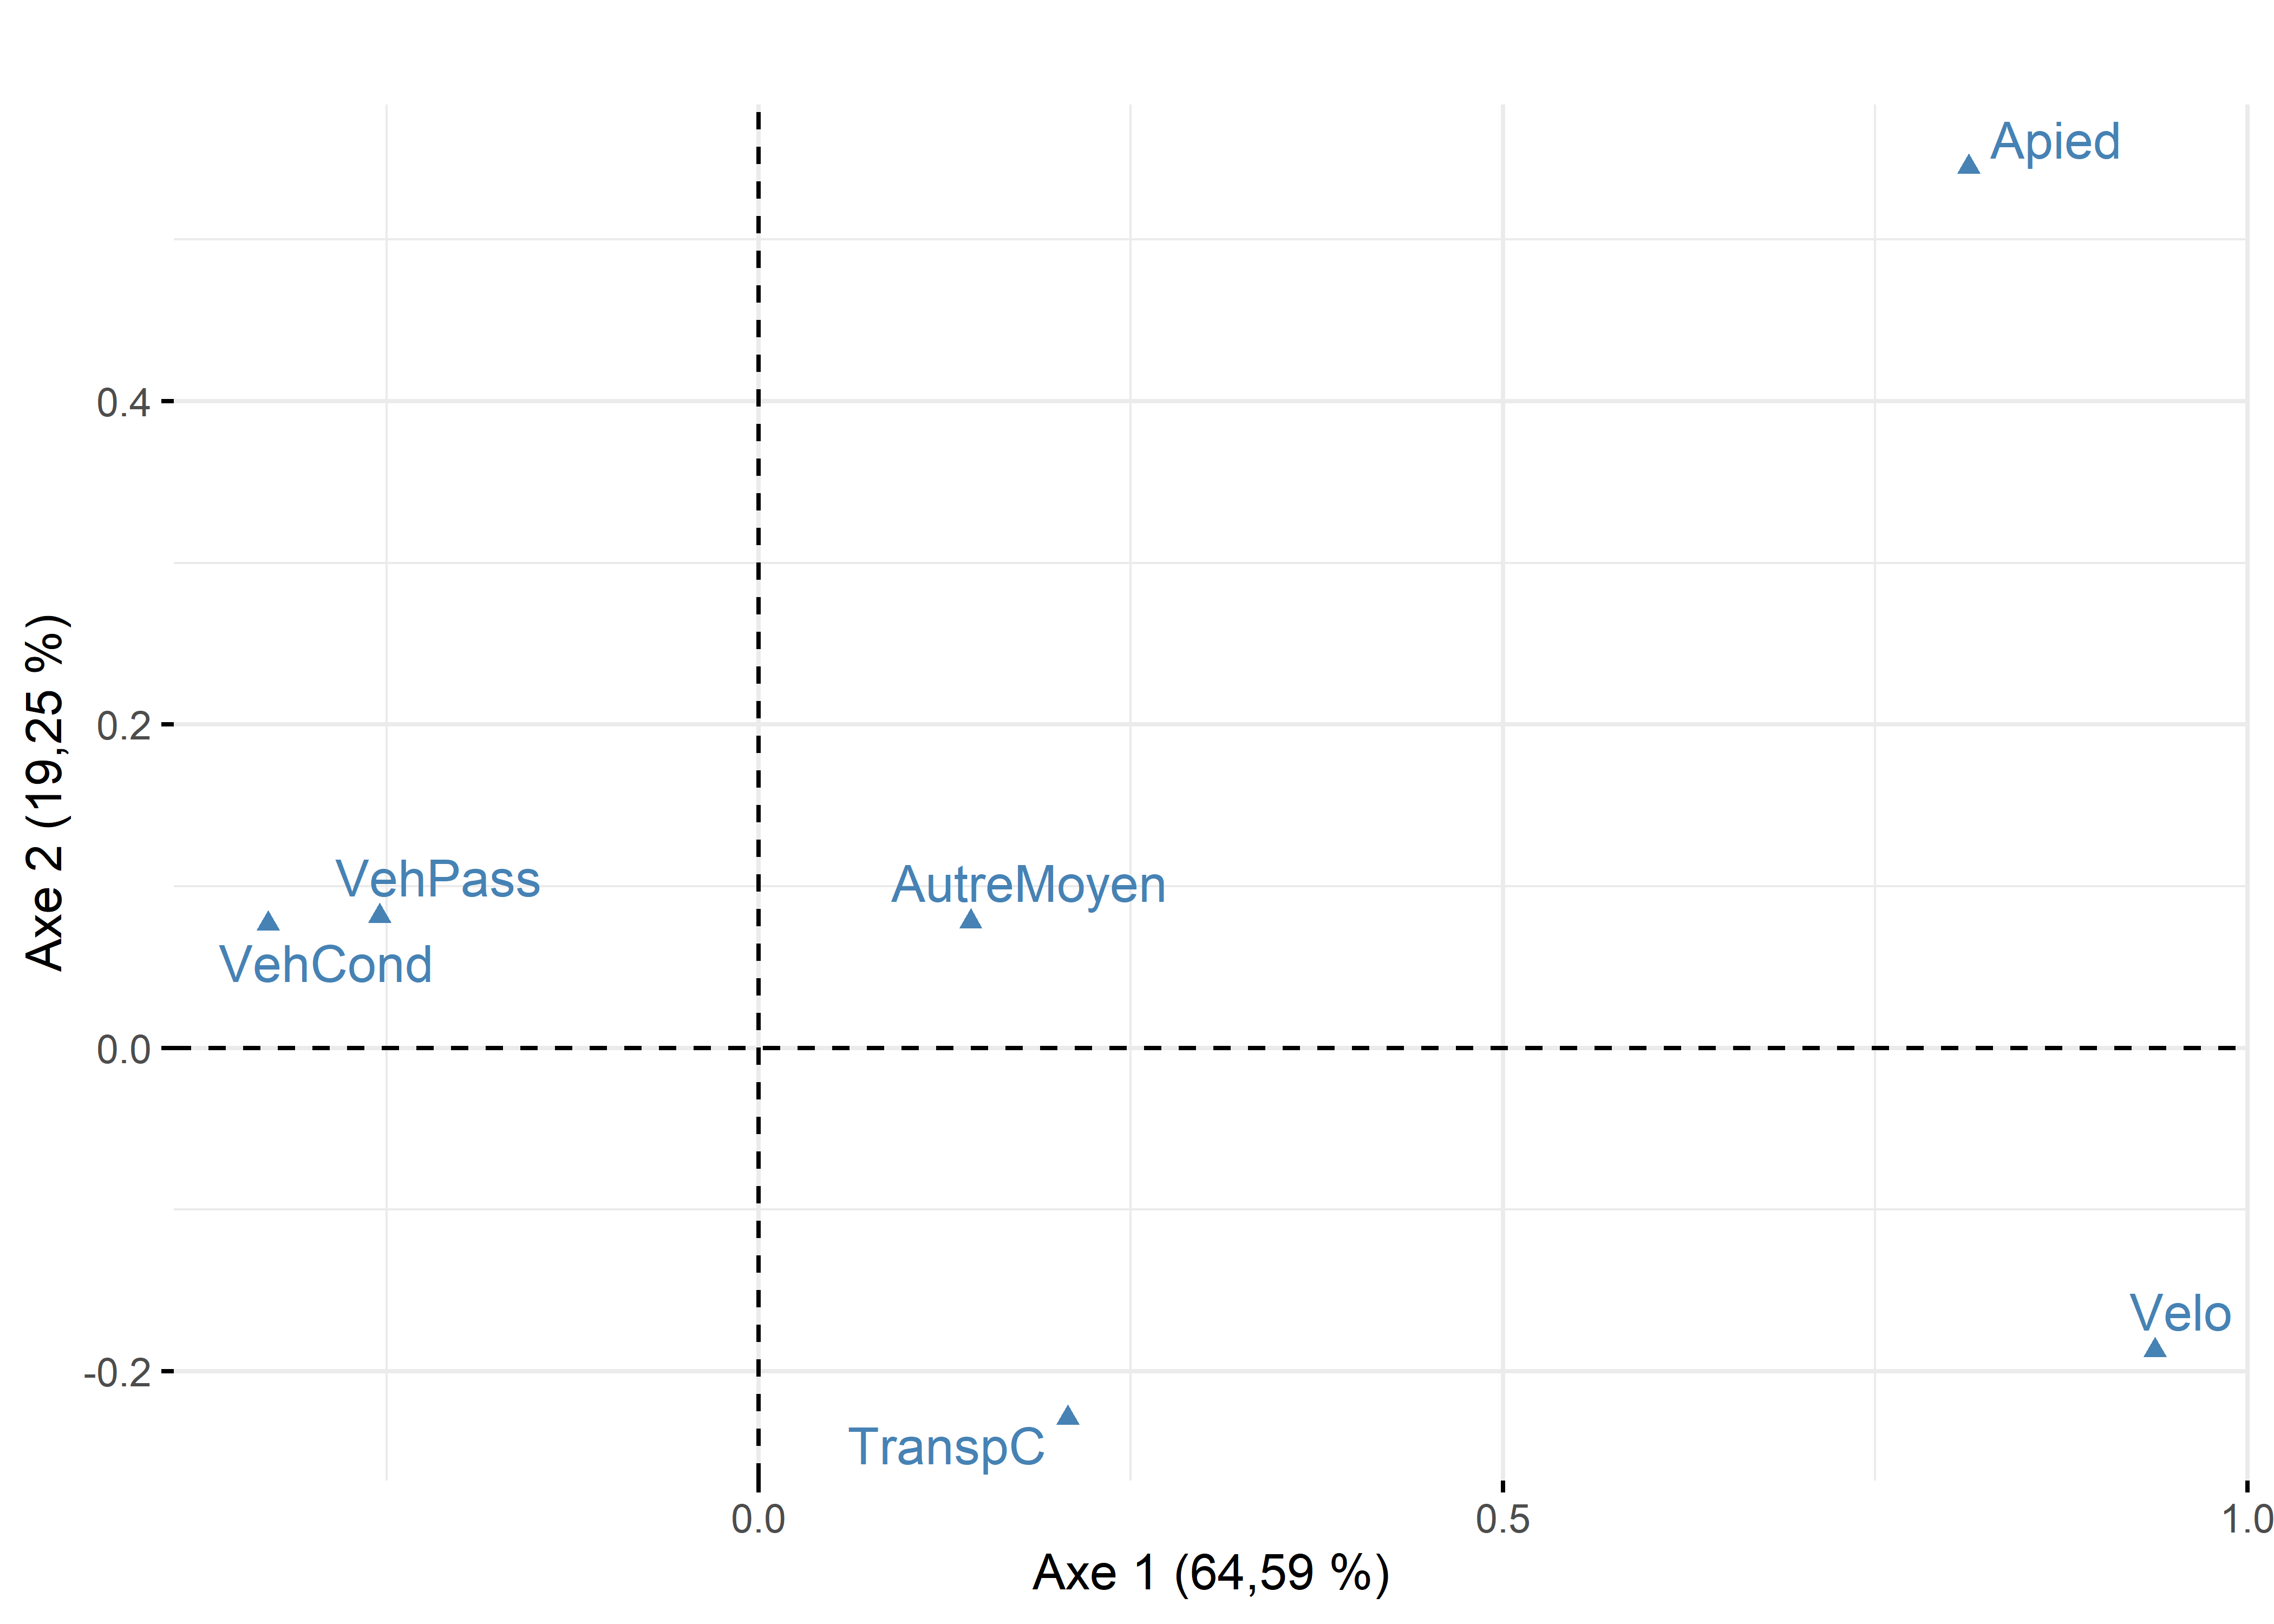 Apied
0.4
Axe 2 (19,25 %)
0.2
VehPass
AutreMoyen
VehCond
0.0
Velo
-0.2
TranspC
0.0
0.5
1.0
Axe 1 (64,59 %)